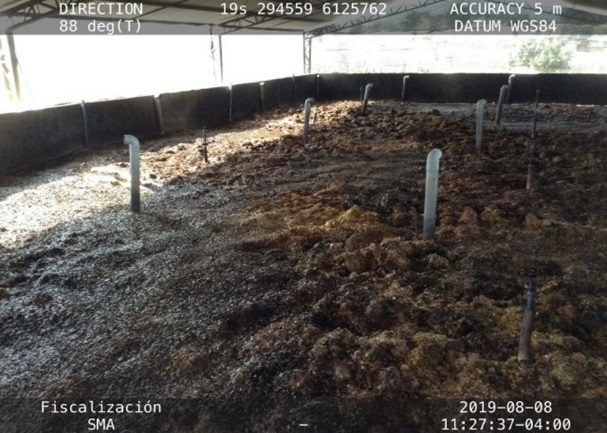 DIRECTION
88 deg(T)
19s 294559 6125762
ACCURACY 5 m
DATUM WGS84
Fiscalización
SMA
–
2019-08-08
11:27:37-04:00